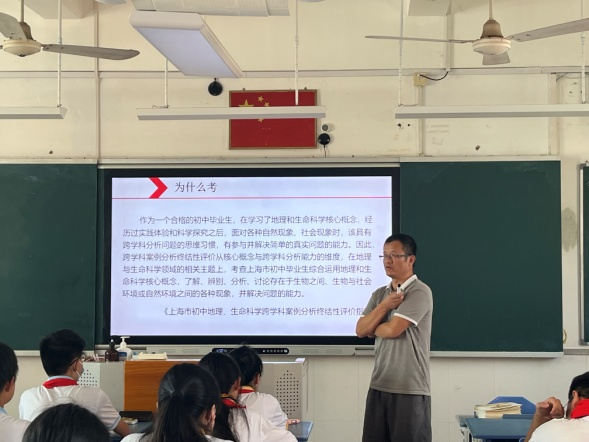 为什么考
作为一个合格的初中毕业生，在学习了地理和生命科学核心概念，经
历过实践体验和科学探究之后，面对各种自然现象、社会现象时，该具有
跨学科分析问题的思维习惯，有参与并解决简单的真实问题的能力。因此，
跨学科案例分析终结性评价从核心概念与跨学科分析能力的维度，在地理
与生命科学领域的相关主题上，考查上海市初中毕业生综合运用地理和生
命科学核心概念，了解、辨别、分析、讨论存在于生物之间、生物与社会
环境或自然环境之间的各种现象，并解决问题的能力。
《上海市初中地理、生命科学跨学科案例分析终结性评价指